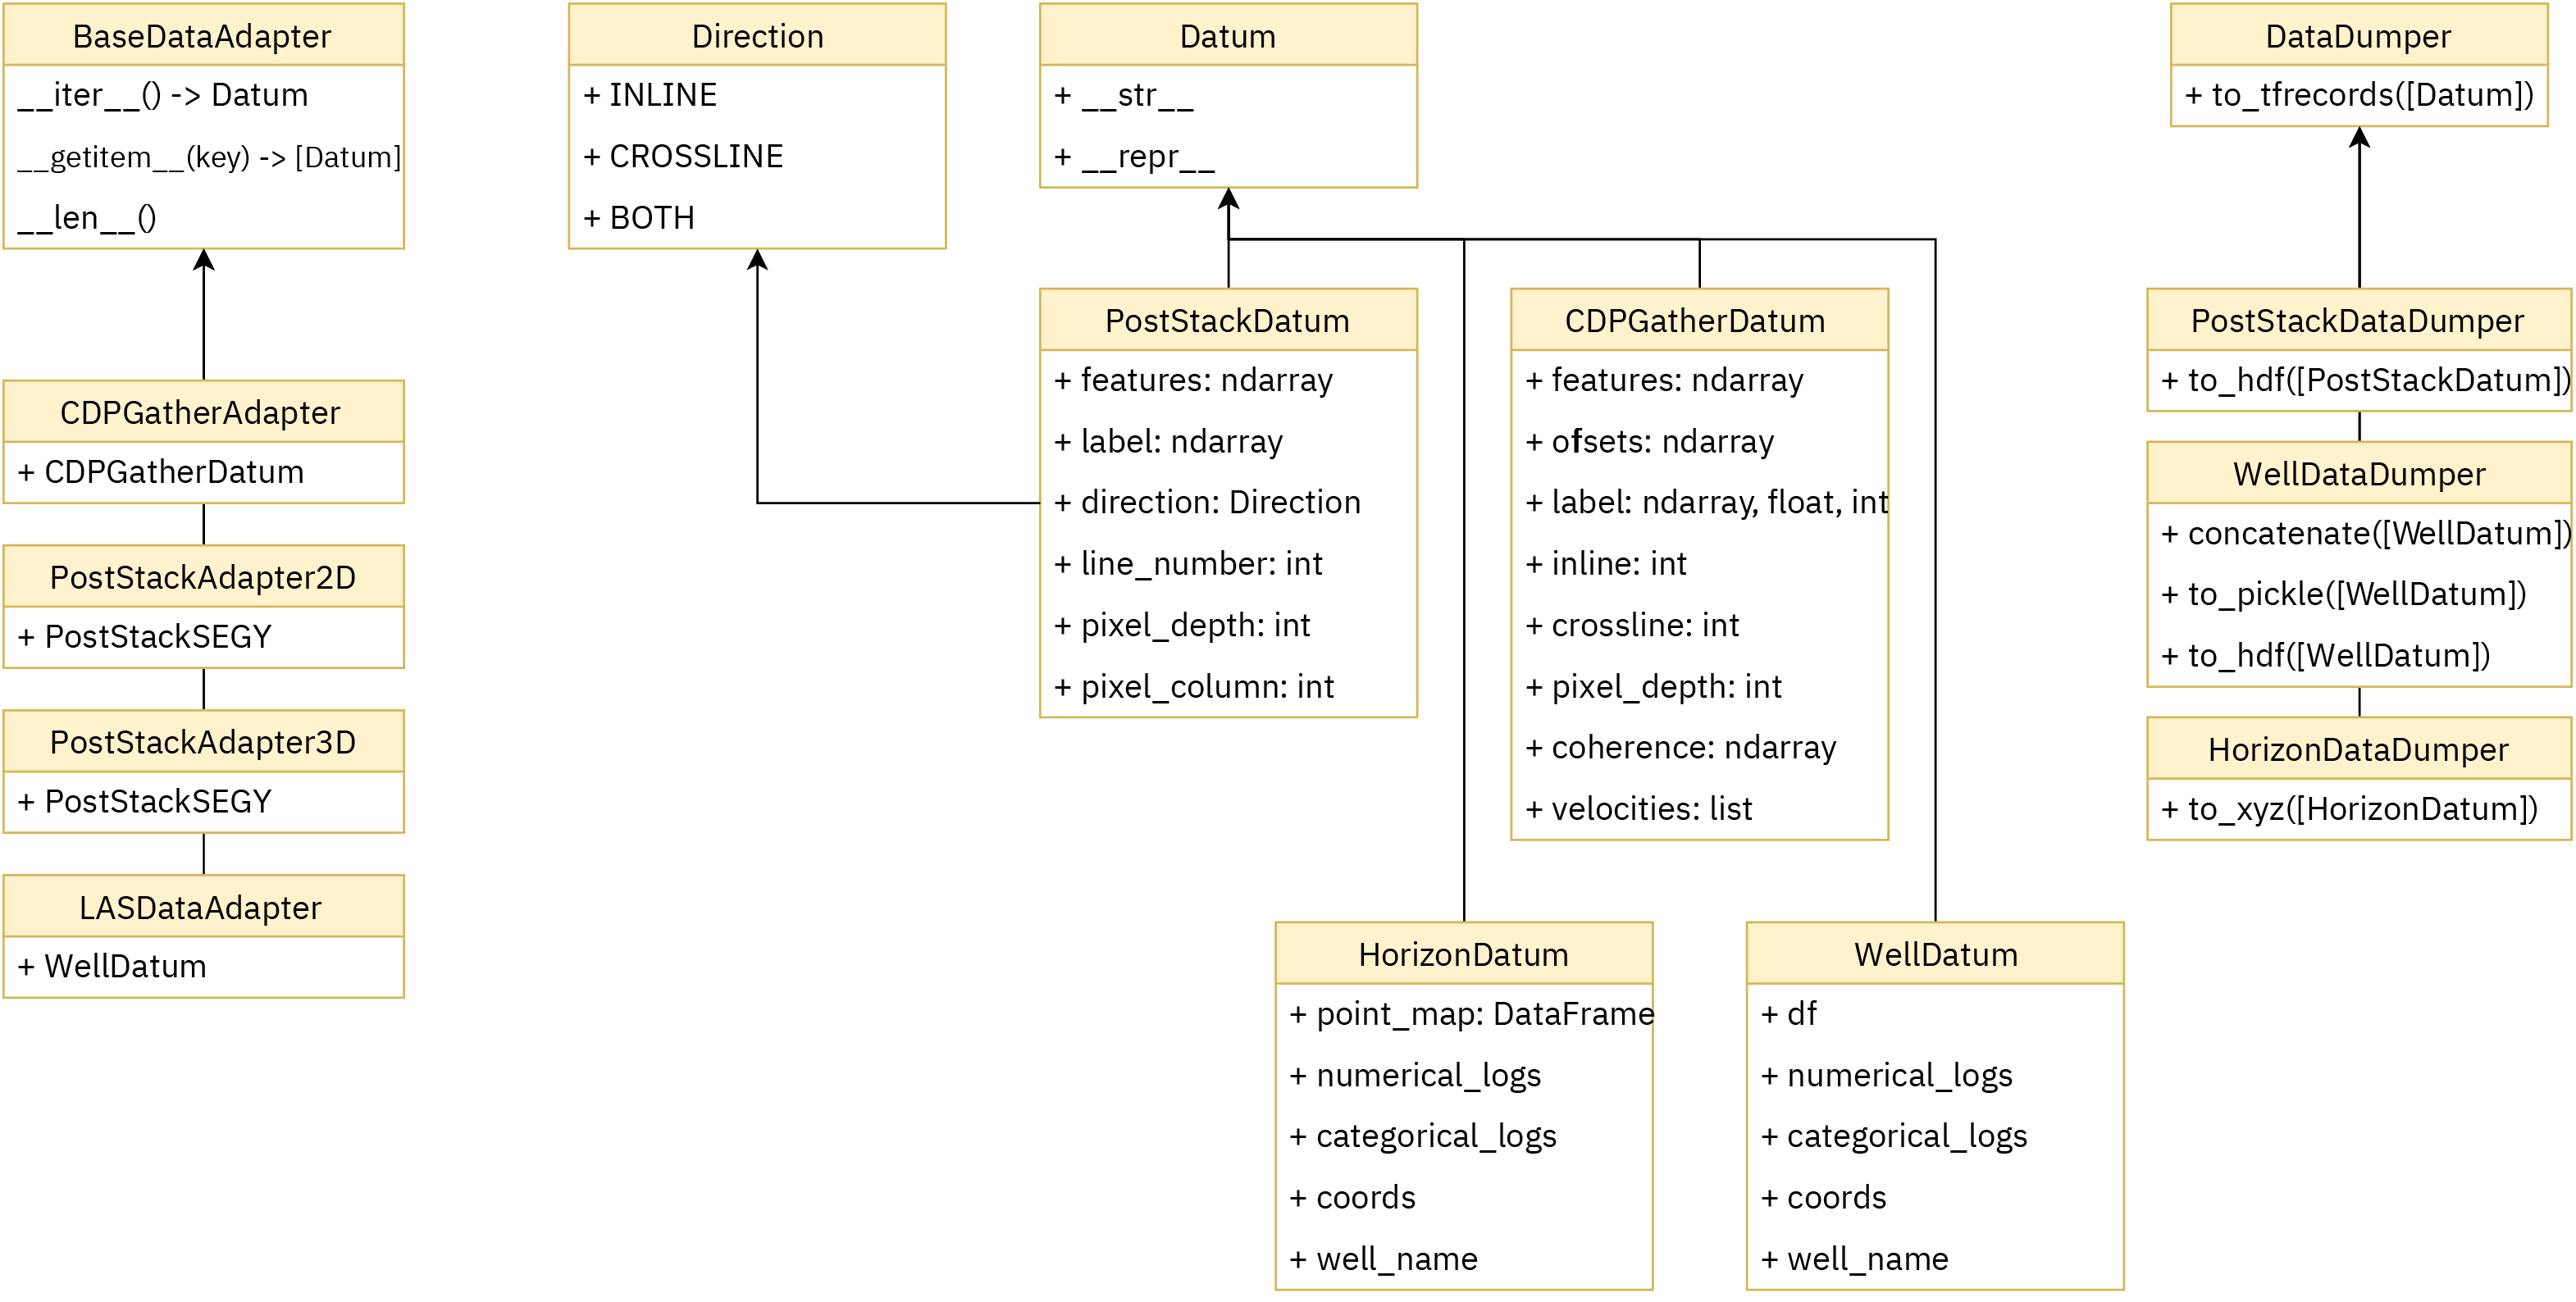 BaseDataAdapter
__iter__() -> Datum
__getitem__(key) -> [Datum]
__len__()
CDPGatherAdapter
+ CDPGatherDatum
PostStackAdapter2D
+ PostStackSEGY
PostStackAdapter3D
+ PostStackSEGY
LASDataAdapter
+ WellDatum
Direction
+ INLINE
+ CROSSLINE
+ BOTH
Datum
+ __str__
+ __repr__
PostStackDatum
+ features: ndarray
+ label: ndarray
+ direction: Direction
+ line_number: int
+ pixel_depth: int
+ pixel_column: int
CDPGatherDatum
+ features: ndarray
+ ofsets: ndarray
+ label: ndarray, float, int
+ inline: int
+ crossline: int
+ pixel_depth: int
+ coherence: ndarray
+ velocities: list
HorizonDatum
+ point_map: DataFrame
+ numerical_logs
+ categorical_logs
+ coords
+ well_name
WellDatum
+ df
+ numerical_logs
+ categorical_logs
+ coords
+ well_name
DataDumper
+ to_tfrecords([Datum])
PostStackDataDumper
+ to_hdf([PostStackDatum])
WellDataDumper
+ concatenate([WellDatum])
+ to_pickle([WellDatum])
+ to_hdf([WellDatum])
HorizonDataDumper
+ to_xyz([HorizonDatum])